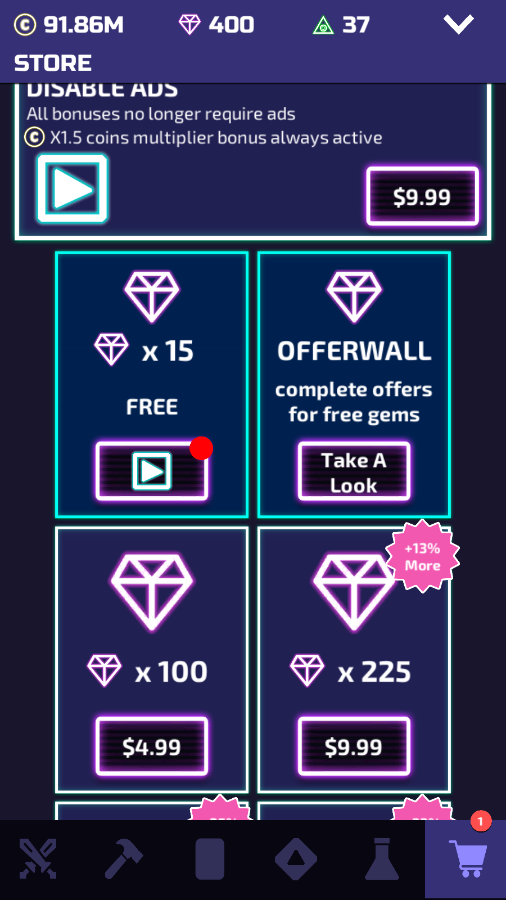 © 91.86M 400 37
STORE
DISABLE ADS
All bonuses no longer require ads
© X1.5 coins multiplier bonus always active
$9.99
x 15
FREE
OFFERWALL
complete offers
for free gems
Take A
Look
x 100
$4.99
+13%
More
x 225
$9.99
1